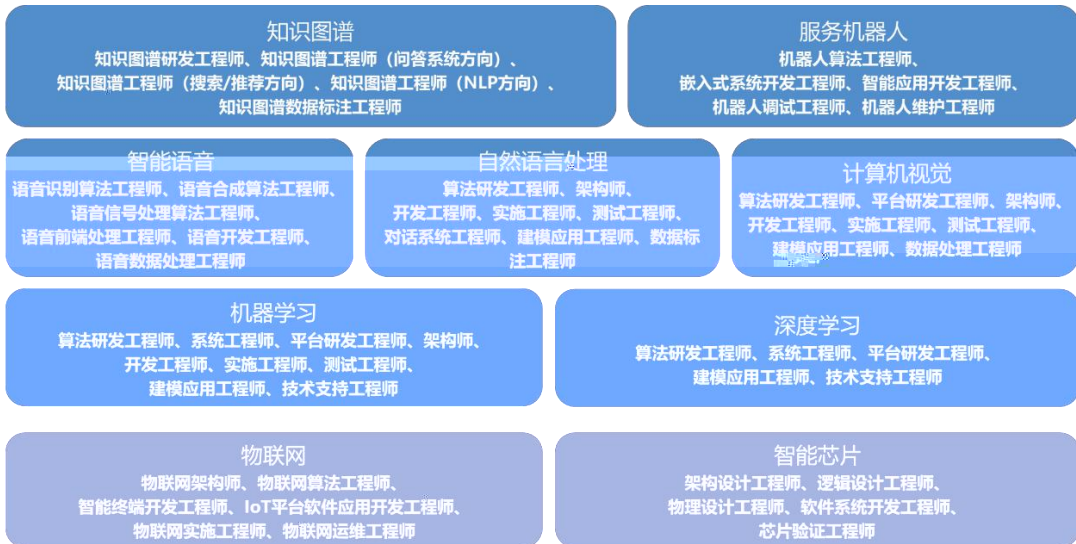 知识图谱
知识图谱研发工程师、知识图谱工程师（问答系统方向）、
知识图谱工程师（搜索/推荐方向）、知识图谱工程师（NLP方向）、
知识图谱数据标注工程师
服务机器人
机器人算法工程师、
嵌入式系统开发工程师、智能应用开发工程师、
机器人调试工程师、机器人维护工程师
智能语音
语音识别算法工程师、语音合成算法工程师、
语音信号处理算法工程师、
语音前端处理工程师、语音开发工程师、
语音数据处理工程师
自然语言处理
算法研发工程师、架构师、
开发工程师、实施工程师、测试工程师、
对话系统工程师、建模应用工程师、数据标
注工程师
计算机视觉
算法研发工程师、平台研发工程师、架构师、
开发工程师、实施工程师、测试工程师、
建模应用工程师、数据处理工程师
机器学习
算法研发工程师、系统工程师、平台研发工程师、架构师、
开发工程师、实施工程师、测试工程师、
建模应用工程师、技术支持工程师
深度学习
算法研发工程师、系统工程师、平台研发工程师、
建模应用工程师、技术支持工程师
物联网
物联网架构师、物联网算法工程师、
智能终端开发工程师、IoT平台软件应用开发工程师、
物联网实施工程师、物联网运维工程师
智能芯片
架构设计工程师、逻辑设计工程师、
物理设计工程师、软件系统开发工程师、
芯片验证工程师